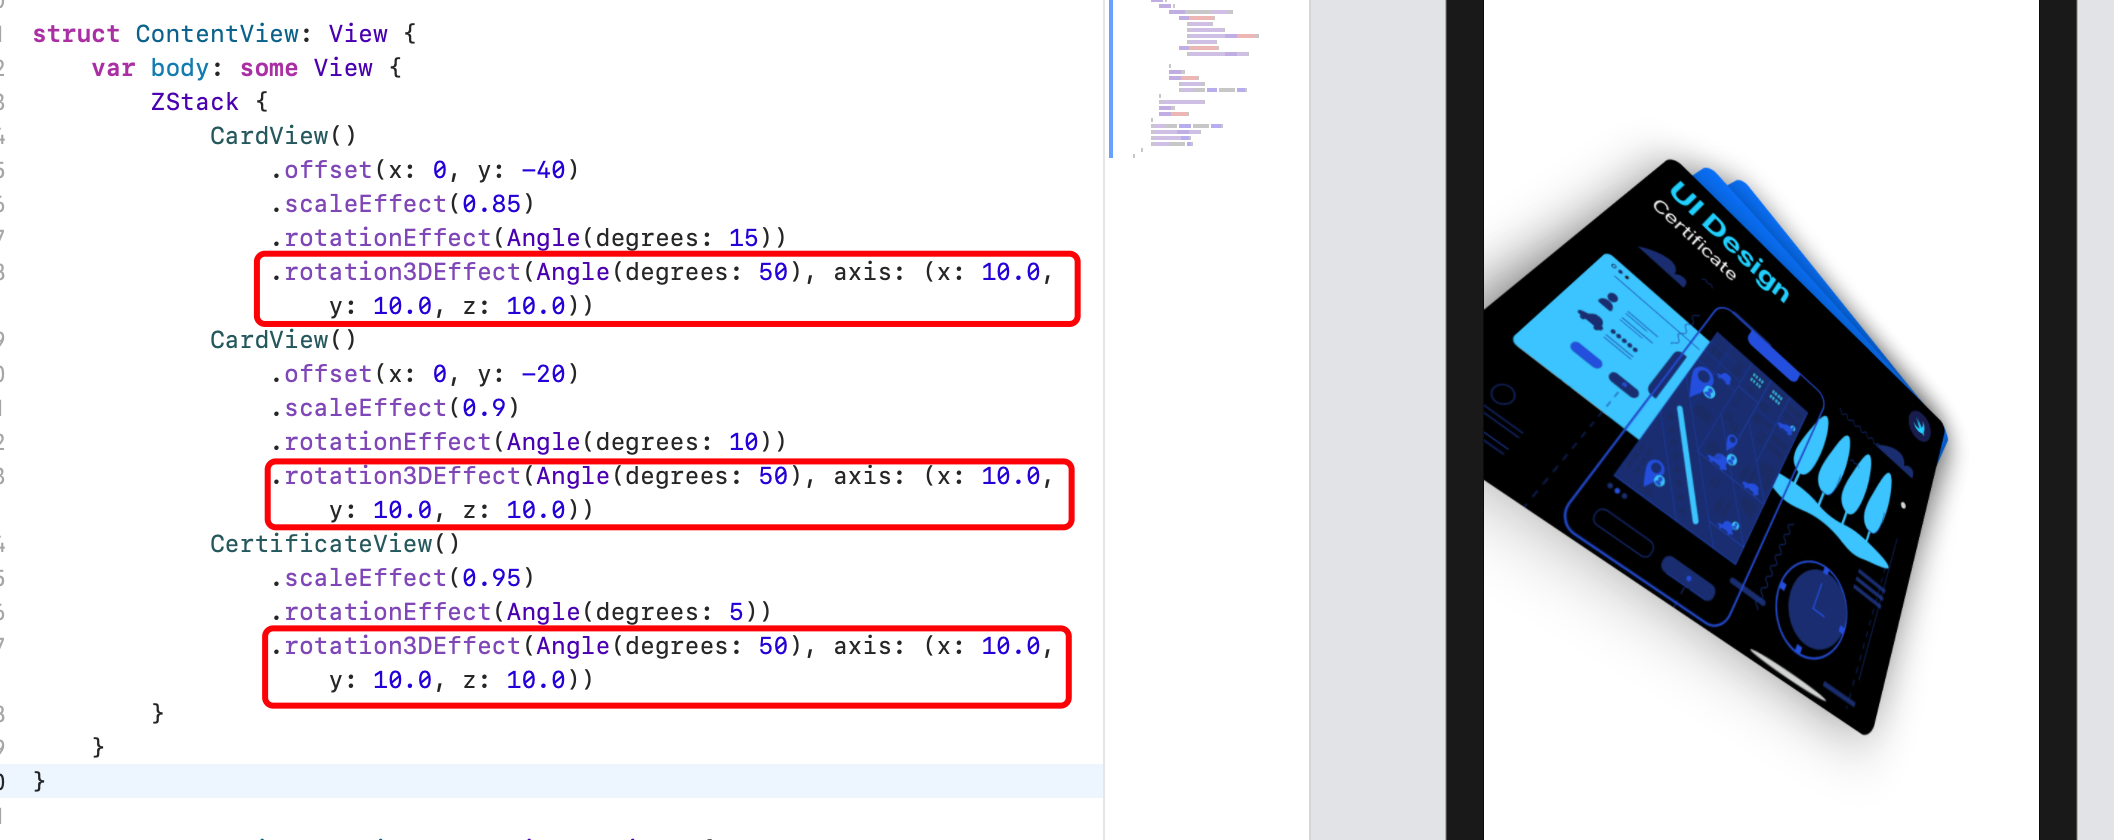 struct ContentView: View {
var body: some View {
ZStack {
CardView()
.offset(x: 0, y: -40)
.scaleEffect(0.85)
.rotationEffect(Angle(degrees: 15))
.rotation3DEffect(Angle(degrees: 50), axis: (x: 10.0,
y: 10.0, z: 10.0))
CardView()
.offset(x: 0, y: -20)
.scaleEffect(0.9)
.rotationEffect(Angle(degrees: 10))
.rotation3DEffect(Angle(degrees: 50), axis: (x: 10.0,
y: 10.0, z: 10.0))
CertificateView()
.scaleEffect(0.95)
.rotationEffect(Angle(degrees: 5))
.rotation3DEffect(Angle(degrees: 50), axis: (x: 10.0,
y: 10.0, z: 10.0))
}
}
}
UI Design
Certificate